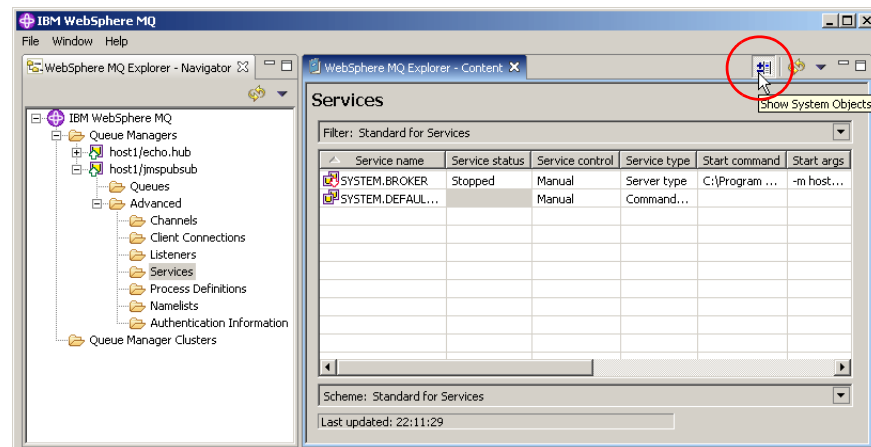 IBM WebSphere MQ
File Window Help
WebSphere MQ Explorer - Navigator
IBM WebSphere MQ
Queue Managers
host1/echo.hub
host1/jmspubsub
Queues
Advanced
Channels
Client Connections
Listeners
Services
Process Definitions
Namelists
Authentication Information
Queue Manager Clusters
WebSphere MQ Explorer - Content
Show System Objects
Services
Filter: Standard for Services
Service name Service status Service control Service type Start command Start args
SYSTEM.BROKER Stopped Manual Server type C:\Program ... -m host...
SYSTEM.DEFAUL... Manual Command...
Scheme: Standard for Services
Last updated: 22:11:29